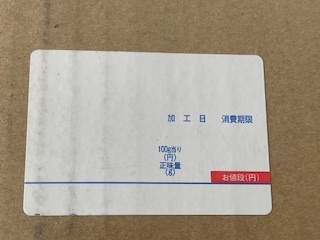 加工日 消費期限
100g当り
(円)
正味量
(g)
お値段(円)